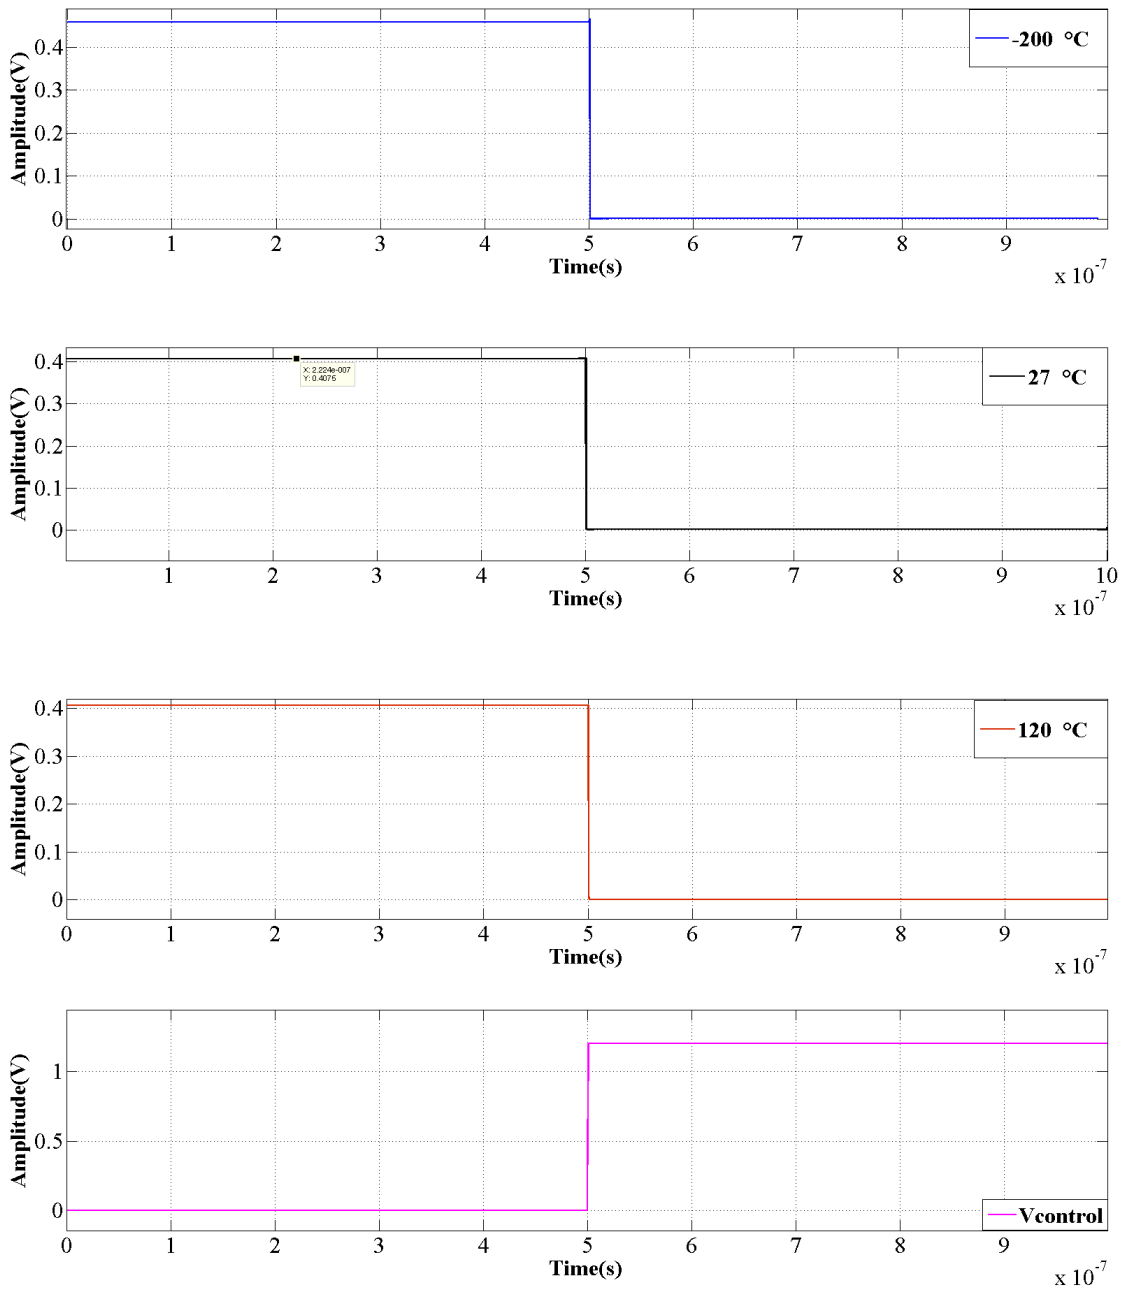 -200 °C
Amplitude(V)
0.4
0.3
0.2
0.1
0
0 1 2 3 4 5 6 7 8 9
Time(s)
x 10-7
27 °C
X: 2.224e-007
Y: 0.4075
Amplitude(V)
0.4
0.3
0.2
0.1
0
1 2 3 4 5 6 7 8 9 10
Time(s)
x 10-7
120 °C
Amplitude(V)
0.4
0.3
0.2
0.1
0
0 1 2 3 4 5 6 7 8 9
Time(s)
x 10-7
Amplitude(V)
1
0.5
0
Vcontrol
0 1 2 3 4 5 6 7 8 9
Time(s)
x 10-7